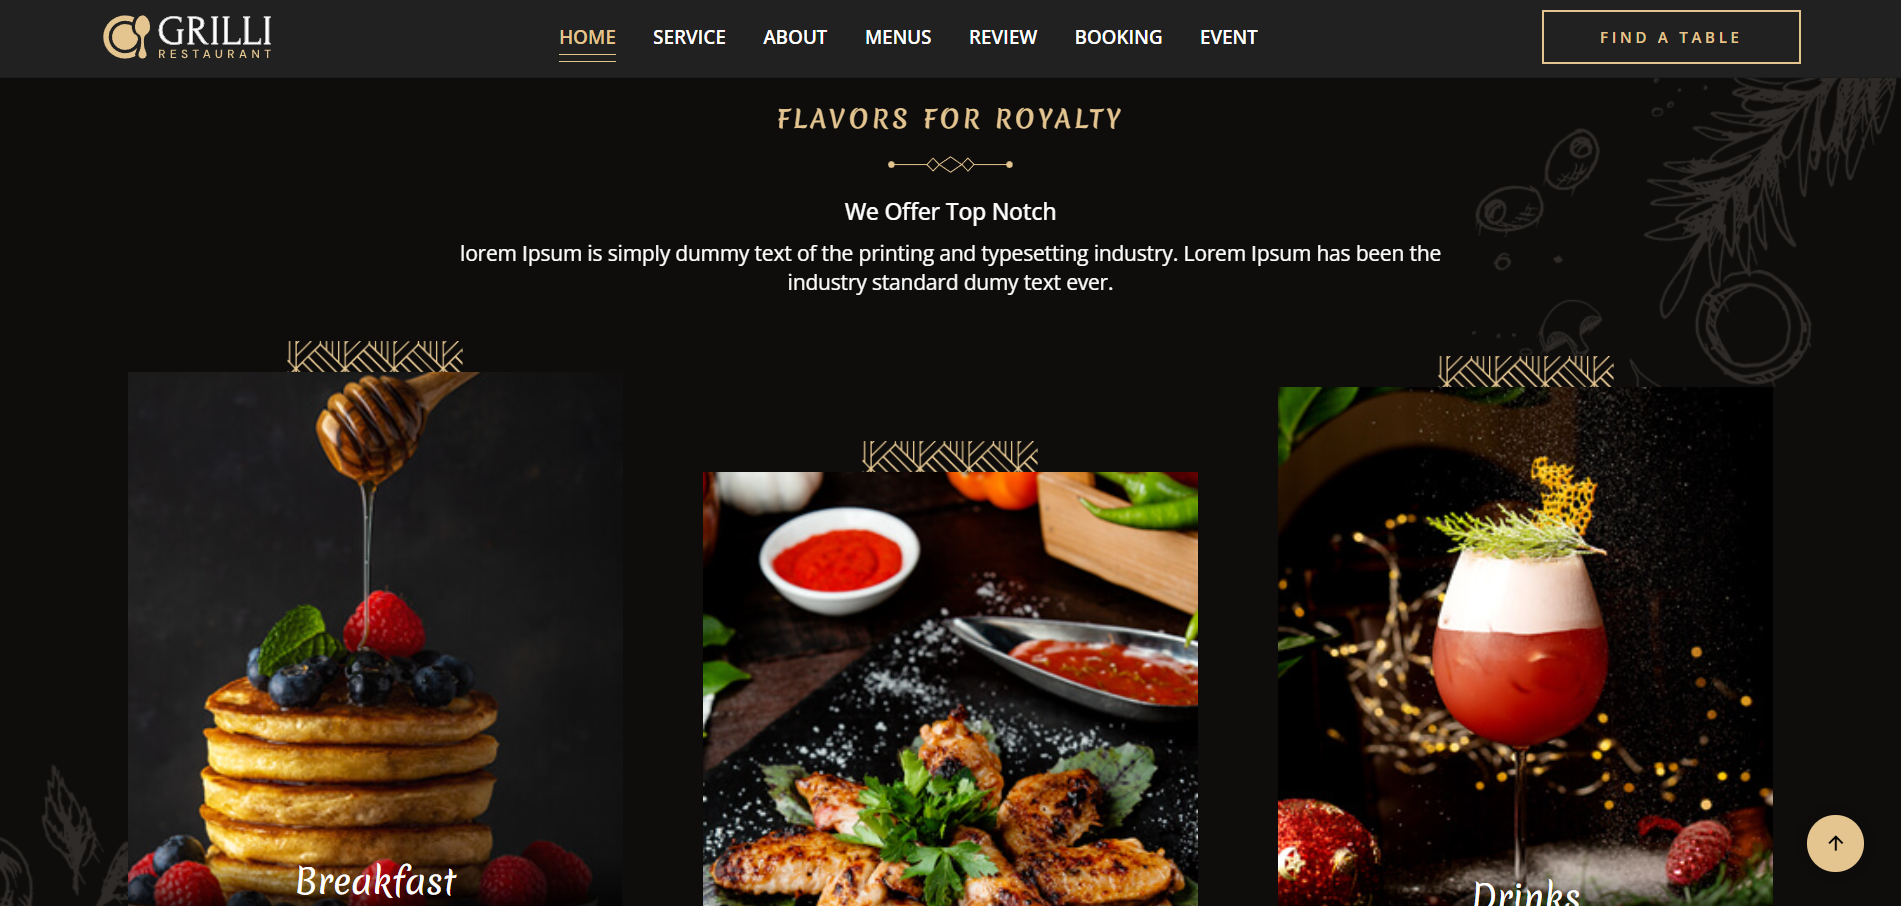 GRILLI
RESTAURANT
HOME SERVICE ABOUT MENUS REVIEW BOOKING EVENT
FIND A TABLE
FLAVORS FOR ROYALTY
We Offer Top Notch
lorem Ipsum is simply dummy text of the printing and typesetting industry. Lorem Ipsum has been the
industry standard dumy text ever.
Breakfast
Drinks